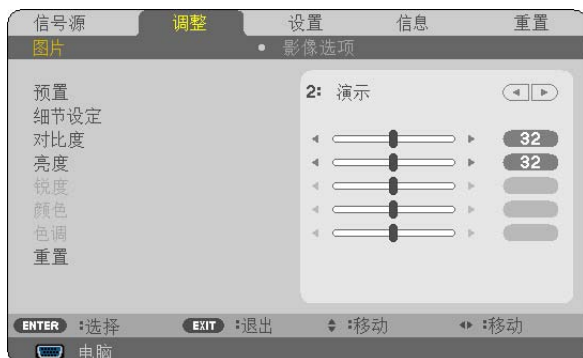 信号源 调整 设置 信息 重置
图片 • 影像选项
预置 2: 演示
细节设定
对比度 32
亮度 32
锐度
颜色
色调
重置
ENTER :选择 EXIT :退出 :移动 :移动
电脑